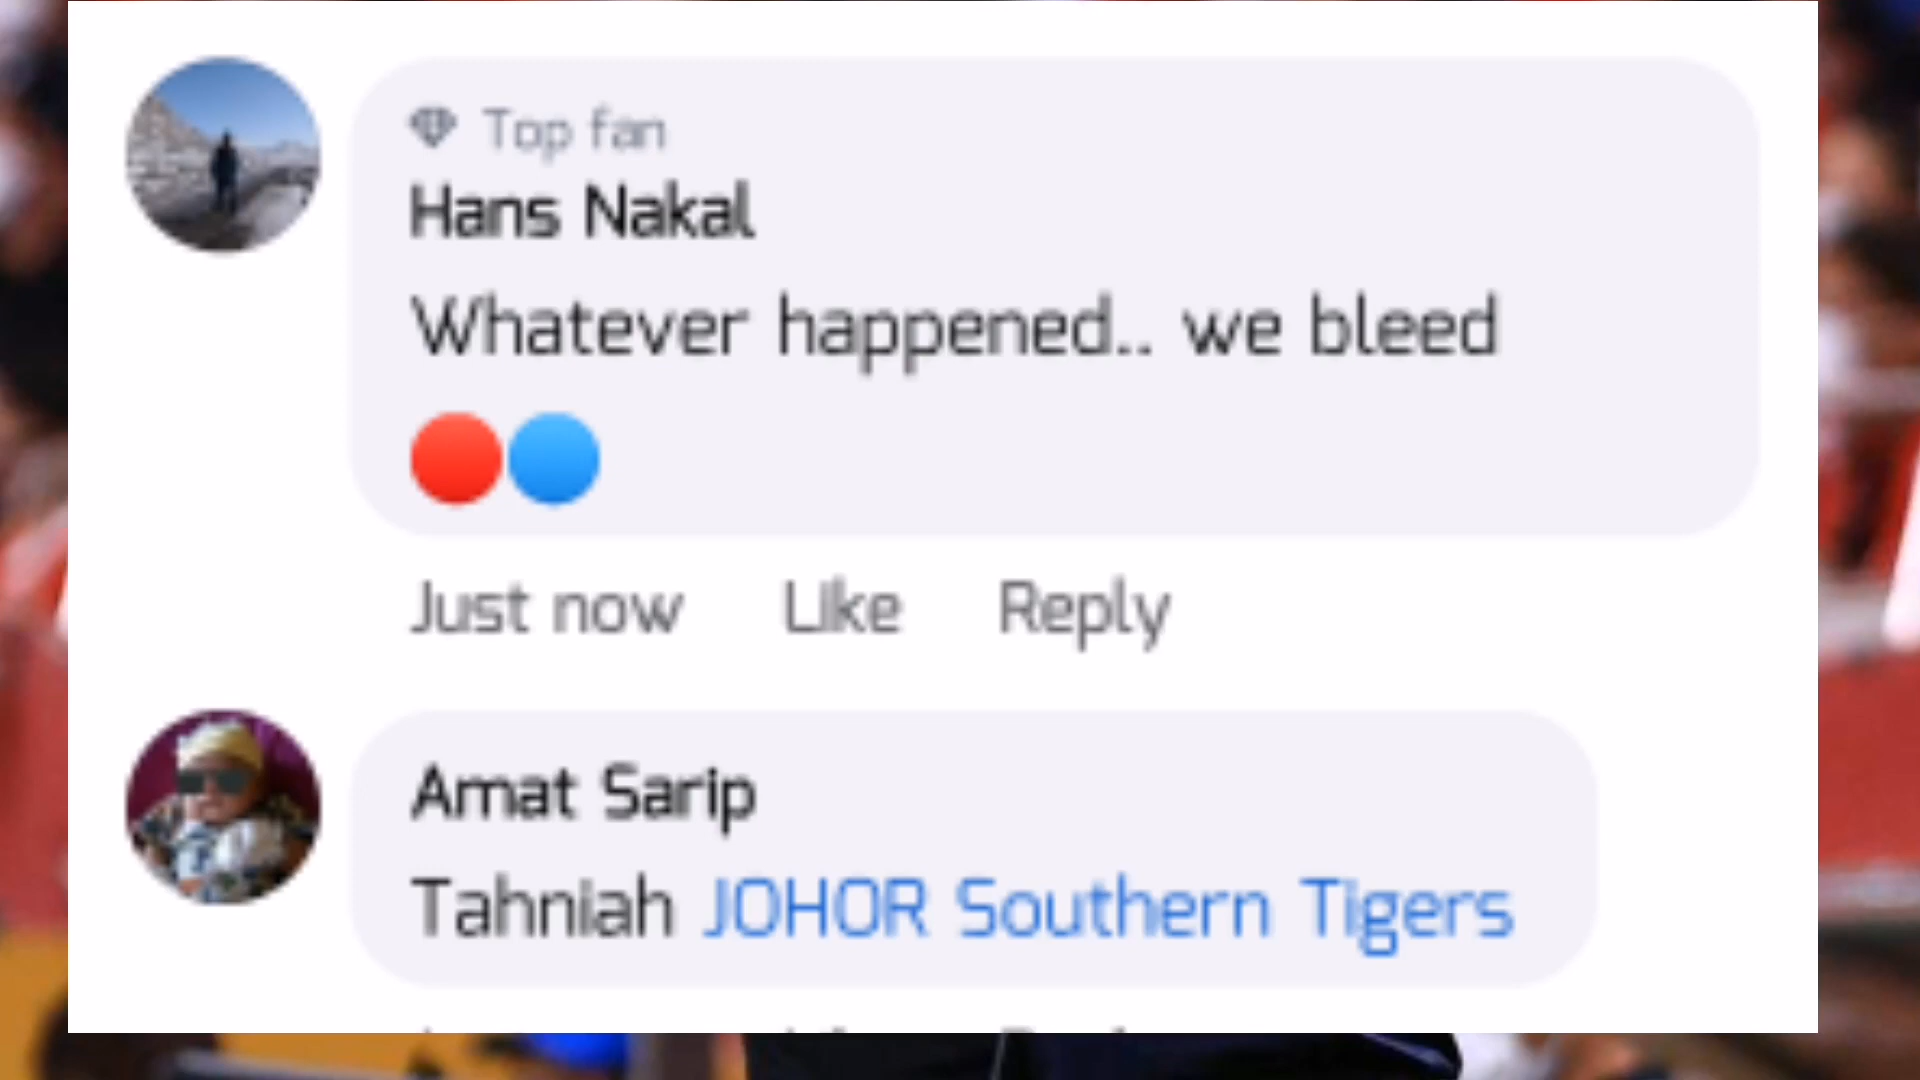 Top fan
Hans Nakal
Whatever happened.. we bleed
🔴🔵
Just now Like Reply
Amat Sarip
Tahniah JOHOR Southern Tigers